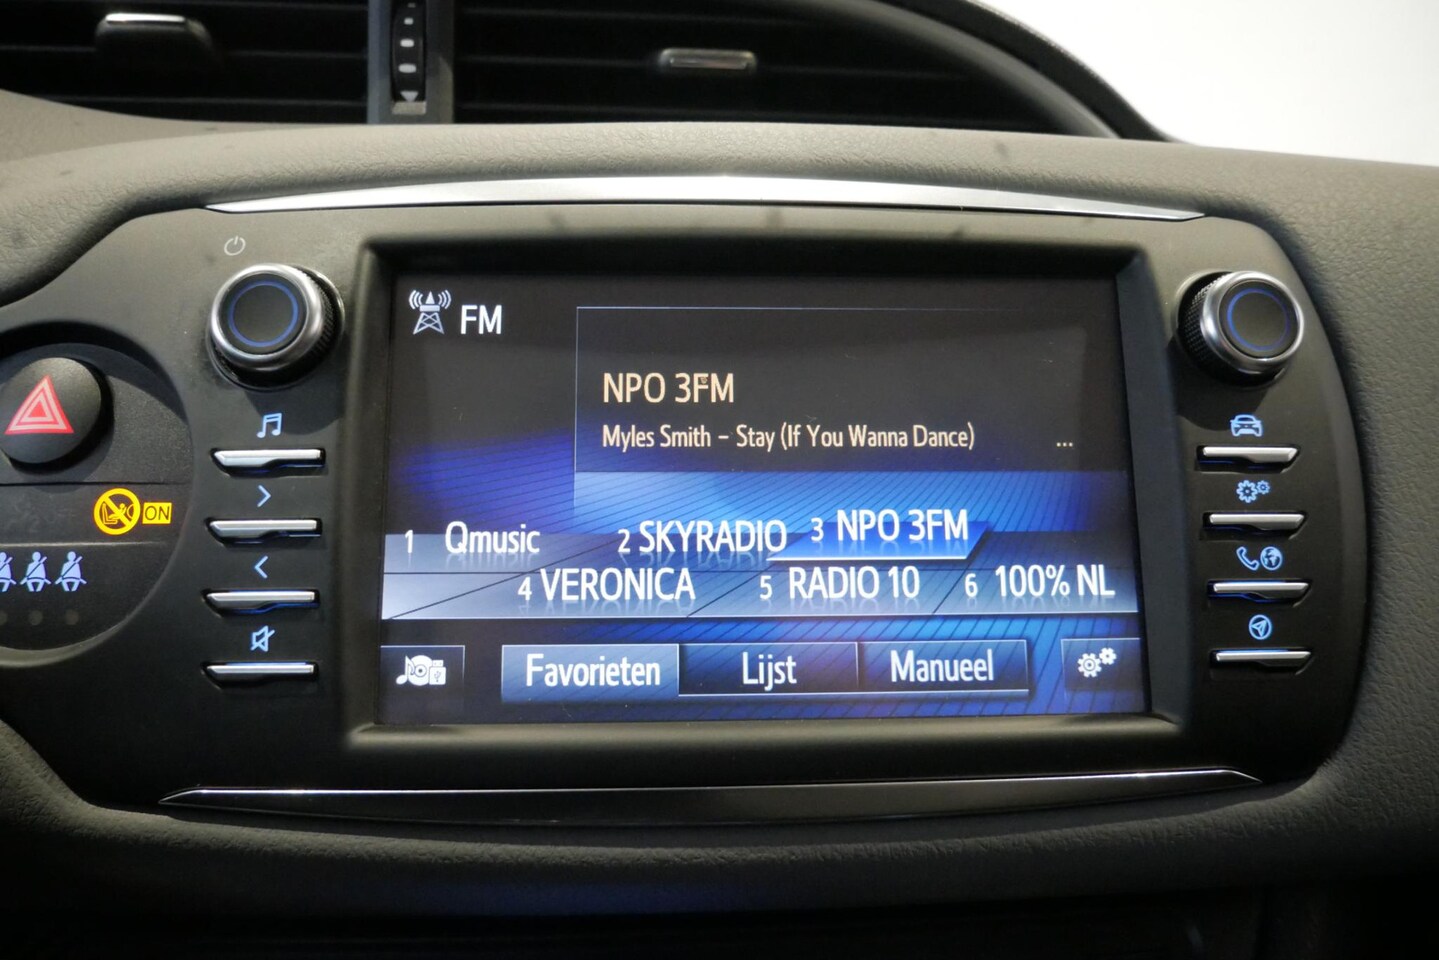 FM
NPO 3FM
Myles Smith - Stay (If You Wanna Dance) ...
1 Qmusic 2 SKYRADIO 3 NPO 3FM
4 VERONICA 5 RADIO 10 6 100% NL
ON
Favorieten Lijst Manueel